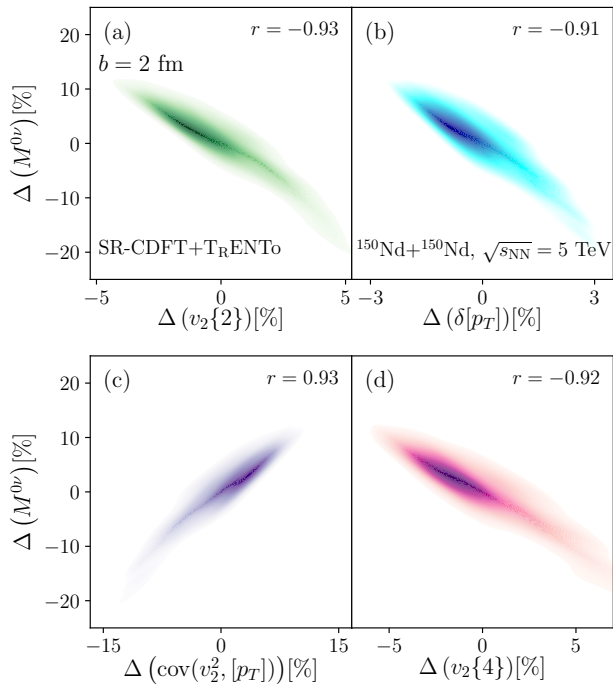 (a) r = −0.93
b = 2 fm
SR-CDFT+TRENTo
Δ (M⁰ᵛ) [%]
20
10
0
−10
−20
−5 0 5
Δ (v₂{2}) [%]
(b) r = −0.91
¹⁵⁰Nd+¹⁵⁰Nd, √sNN = 5 TeV
−3 0 3
Δ (δ[pT]) [%]
(c) r = 0.93
Δ (M⁰ᵛ) [%]
20
10
0
−10
−20
−15 0 15
Δ (cov(v₂², [pT])) [%]
(d) r = −0.92
−5 0 5
Δ (v₂{4}) [%]